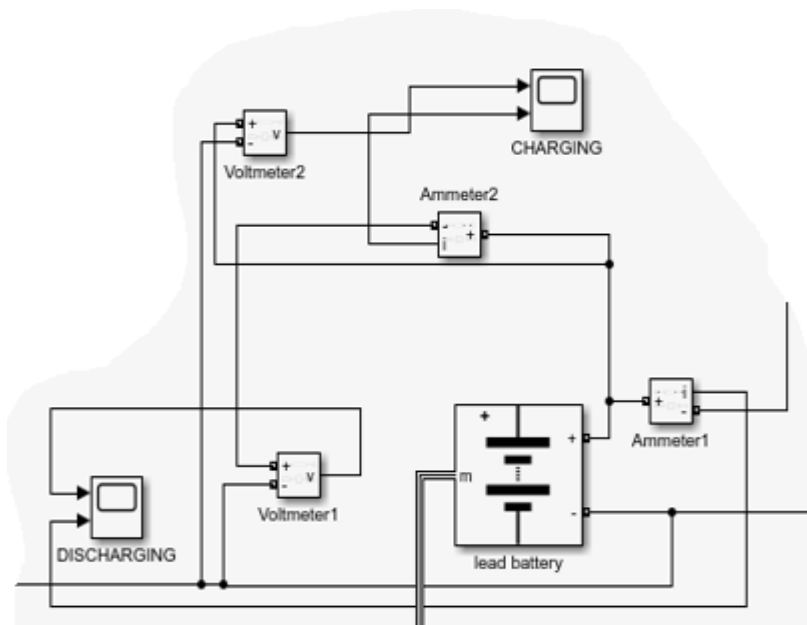 CHARGING
+
-
v
Voltmeter2
Ammeter2
-
i
+
+
i
-
Ammeter1
+
+
m
-
lead battery
+
-
v
Voltmeter1
DISCHARGING